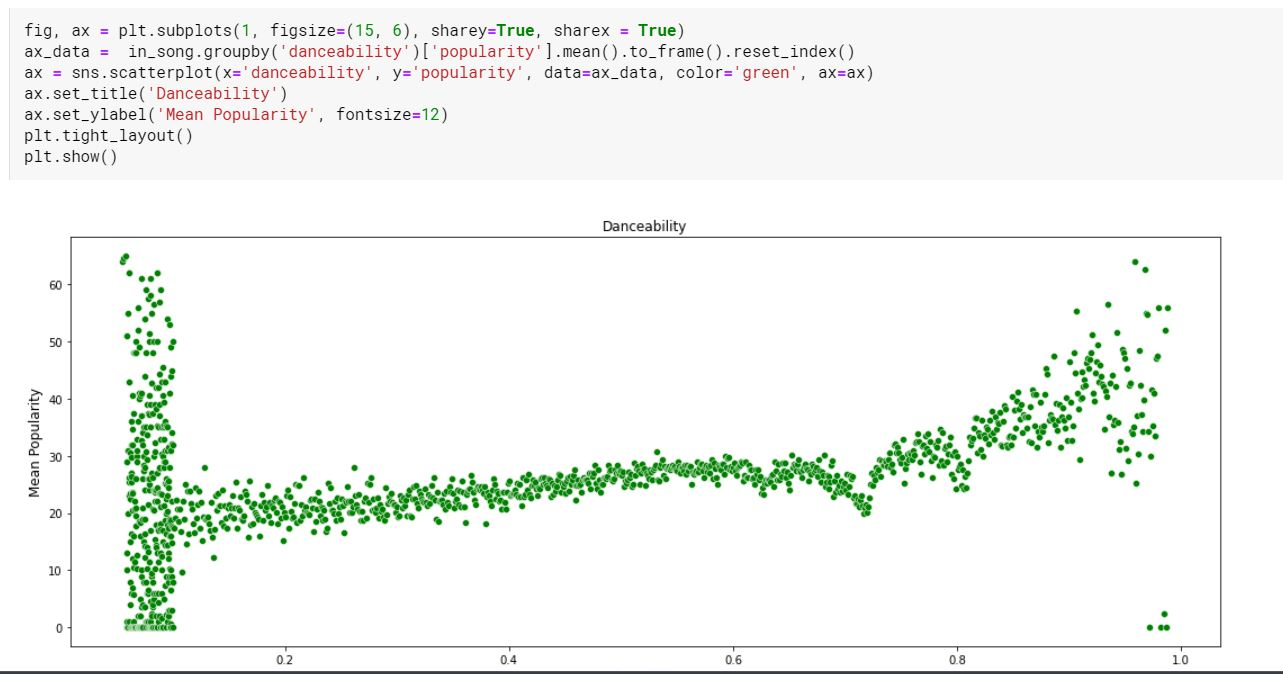 fig, ax = plt.subplots(1, figsize=(15, 6), sharey=True, sharex = True)
ax_data =  in_song.groupby('danceability')['popularity'].mean().to_frame().reset_index()
ax = sns.scatterplot(x='danceability', y='popularity', data=ax_data, color='green', ax=ax)
ax.set_title('Danceability')
ax.set_ylabel('Mean Popularity', fontsize=12)
plt.tight_layout()
plt.show()
Danceability
Mean Popularity
60
50
40
30
20
10
0
0.2 0.4 0.6 0.8 1.0